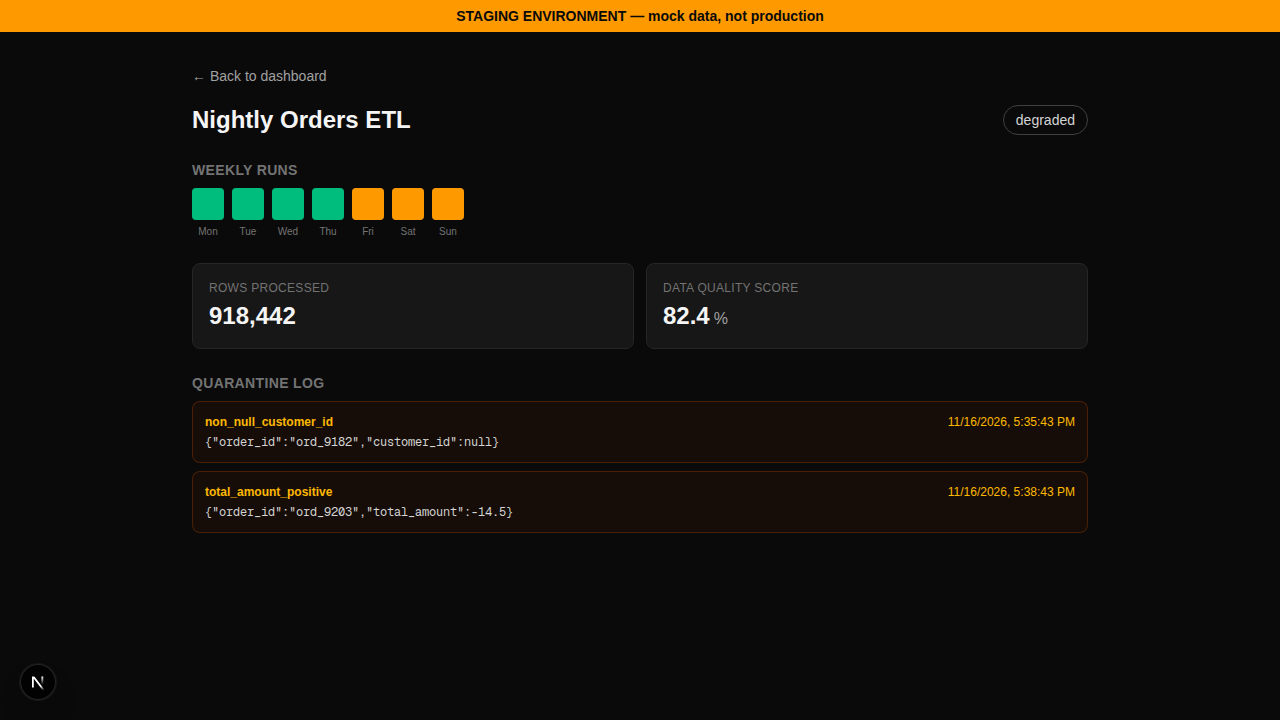 STAGING ENVIRONMENT — mock data, not production
← Back to dashboard
Nightly Orders ETL
degraded
WEEKLY RUNS
Mon Tue Wed Thu Fri Sat Sun
ROWS PROCESSED
918,442
DATA QUALITY SCORE
82.4 %
QUARANTINE LOG
non_null_customer_id 11/16/2026, 5:35:43 PM
{"order_id":"ord_9182","customer_id":null}
total_amount_positive 11/16/2026, 5:38:43 PM
{"order_id":"ord_9203","total_amount":-14.5}
N